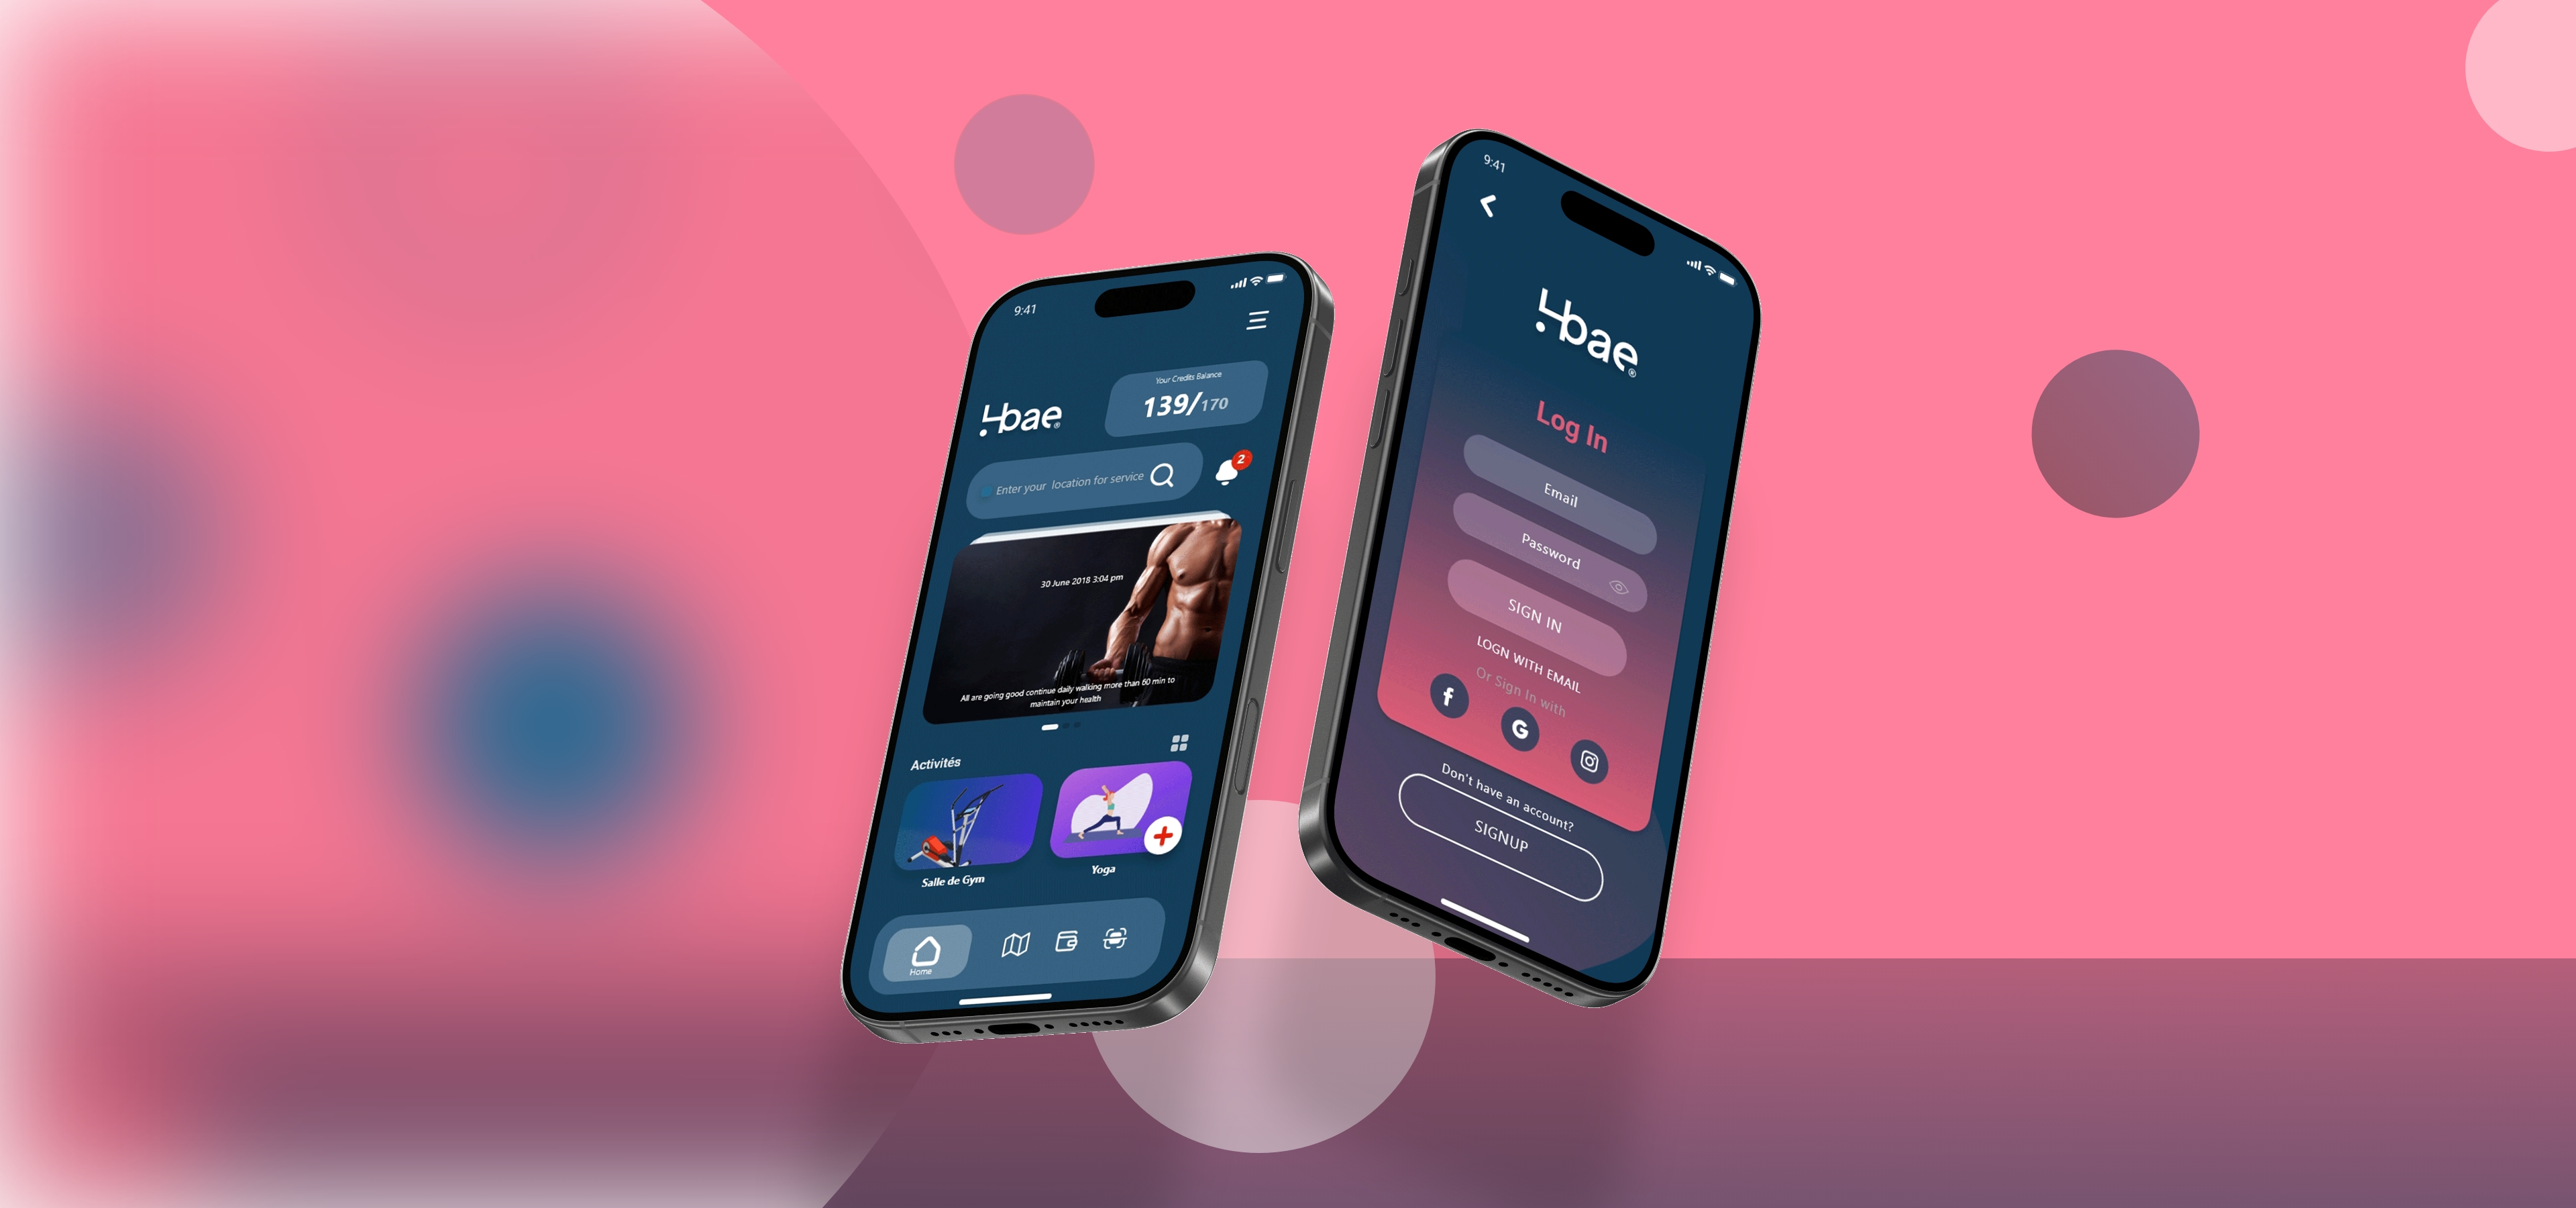 9:41
Your Credits Balance
139/170
Hbae®
Enter your location for service
2
30 June 2018 3:04 pm
All are going good continue daily walking more than 60 min to
maintain your health
Activités
Salle de Gym
Yoga
Home
9:41
Hbae®
Log In
Email
Password
SIGN IN
LOGN WITH EMAIL
Or Sign In with
f
G
Don't have an account?
SIGNUP